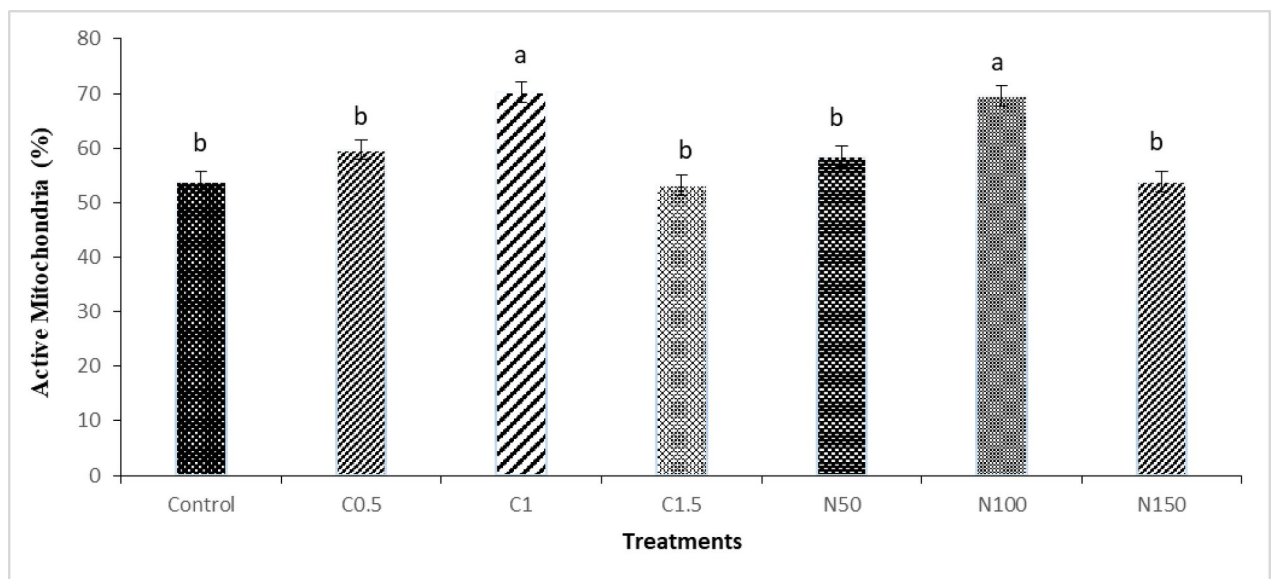 80
70
60
50
40
30
20
10
0
Active Mitochondria (%)
b
b
a
b
b
a
b
Control C0.5 C1 C1.5 N50 N100 N150
Treatments